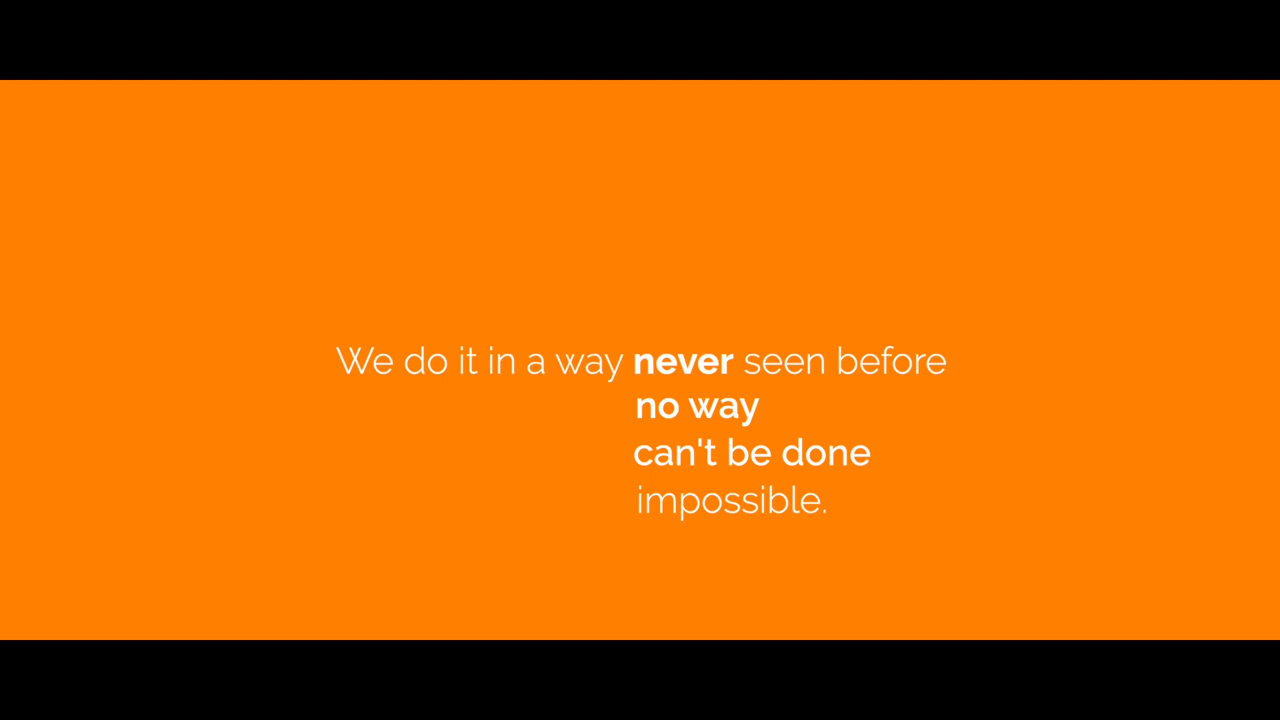 We do it in a way never seen before
no way
can't be done
impossible.